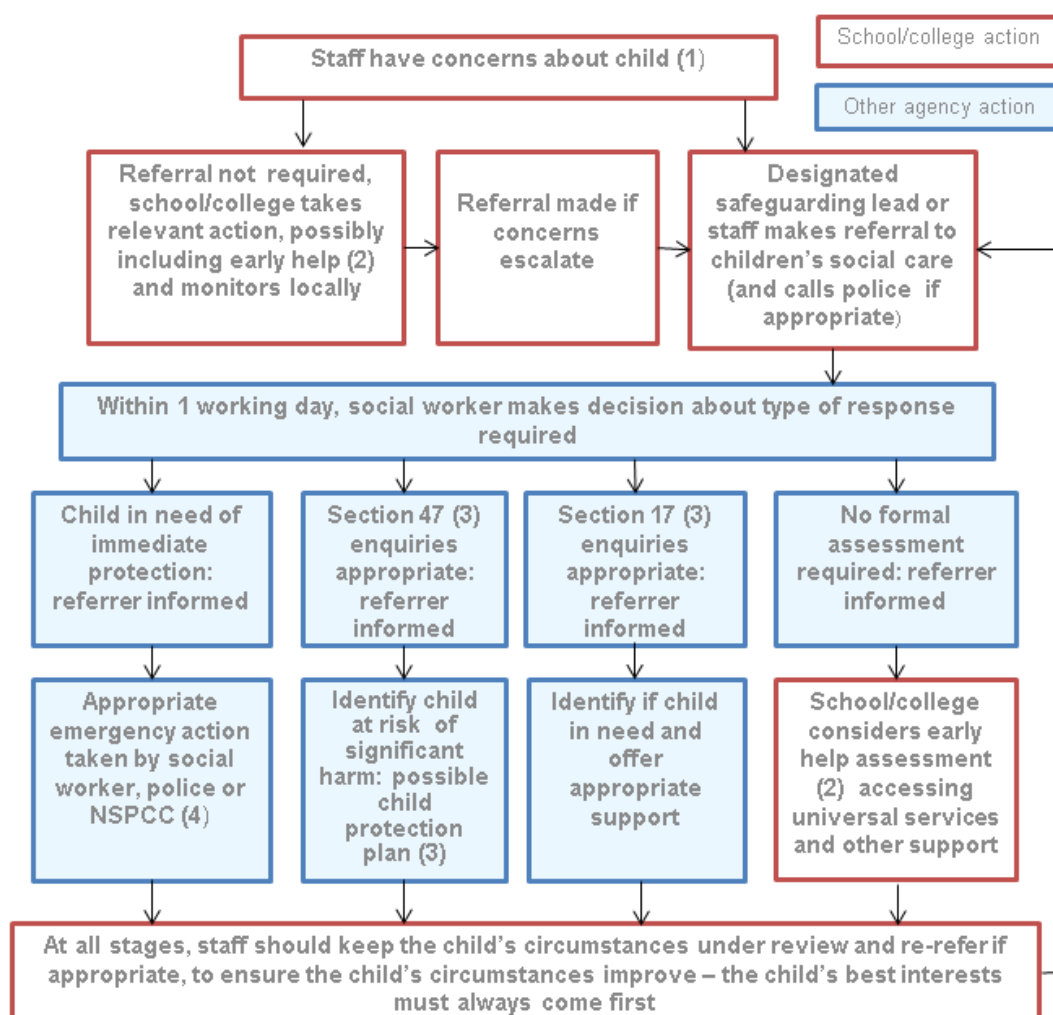 School/college action
Staff have concerns about child (1)
Other agency action
Referral not required,
school/college takes
relevant action, possibly
including early help (2)
and monitors locally
Referral made if
concerns
escalate
Designated
safeguarding lead or
staff makes referral to
children’s social care
(and calls police if
appropriate)
Within 1 working day, social worker makes decision about type of response
required
Child in need of
immediate
protection:
referrer informed
Section 47 (3)
enquiries
appropriate:
referrer
informed
Section 17 (3)
enquiries
appropriate:
referrer
informed
No formal
assessment
required: referrer
informed
Appropriate
emergency action
taken by social
worker, police or
NSPCC (4)
Identify child
at risk of
significant
harm: possible
child
protection
plan (3)
Identify if child
in need and
offer
appropriate
support
School/college
considers early
help assessment
(2) accessing
universal services
and other support
At all stages, staff should keep the child’s circumstances under review and re-refer if
appropriate, to ensure the child’s circumstances improve – the child’s best interests
must always come first